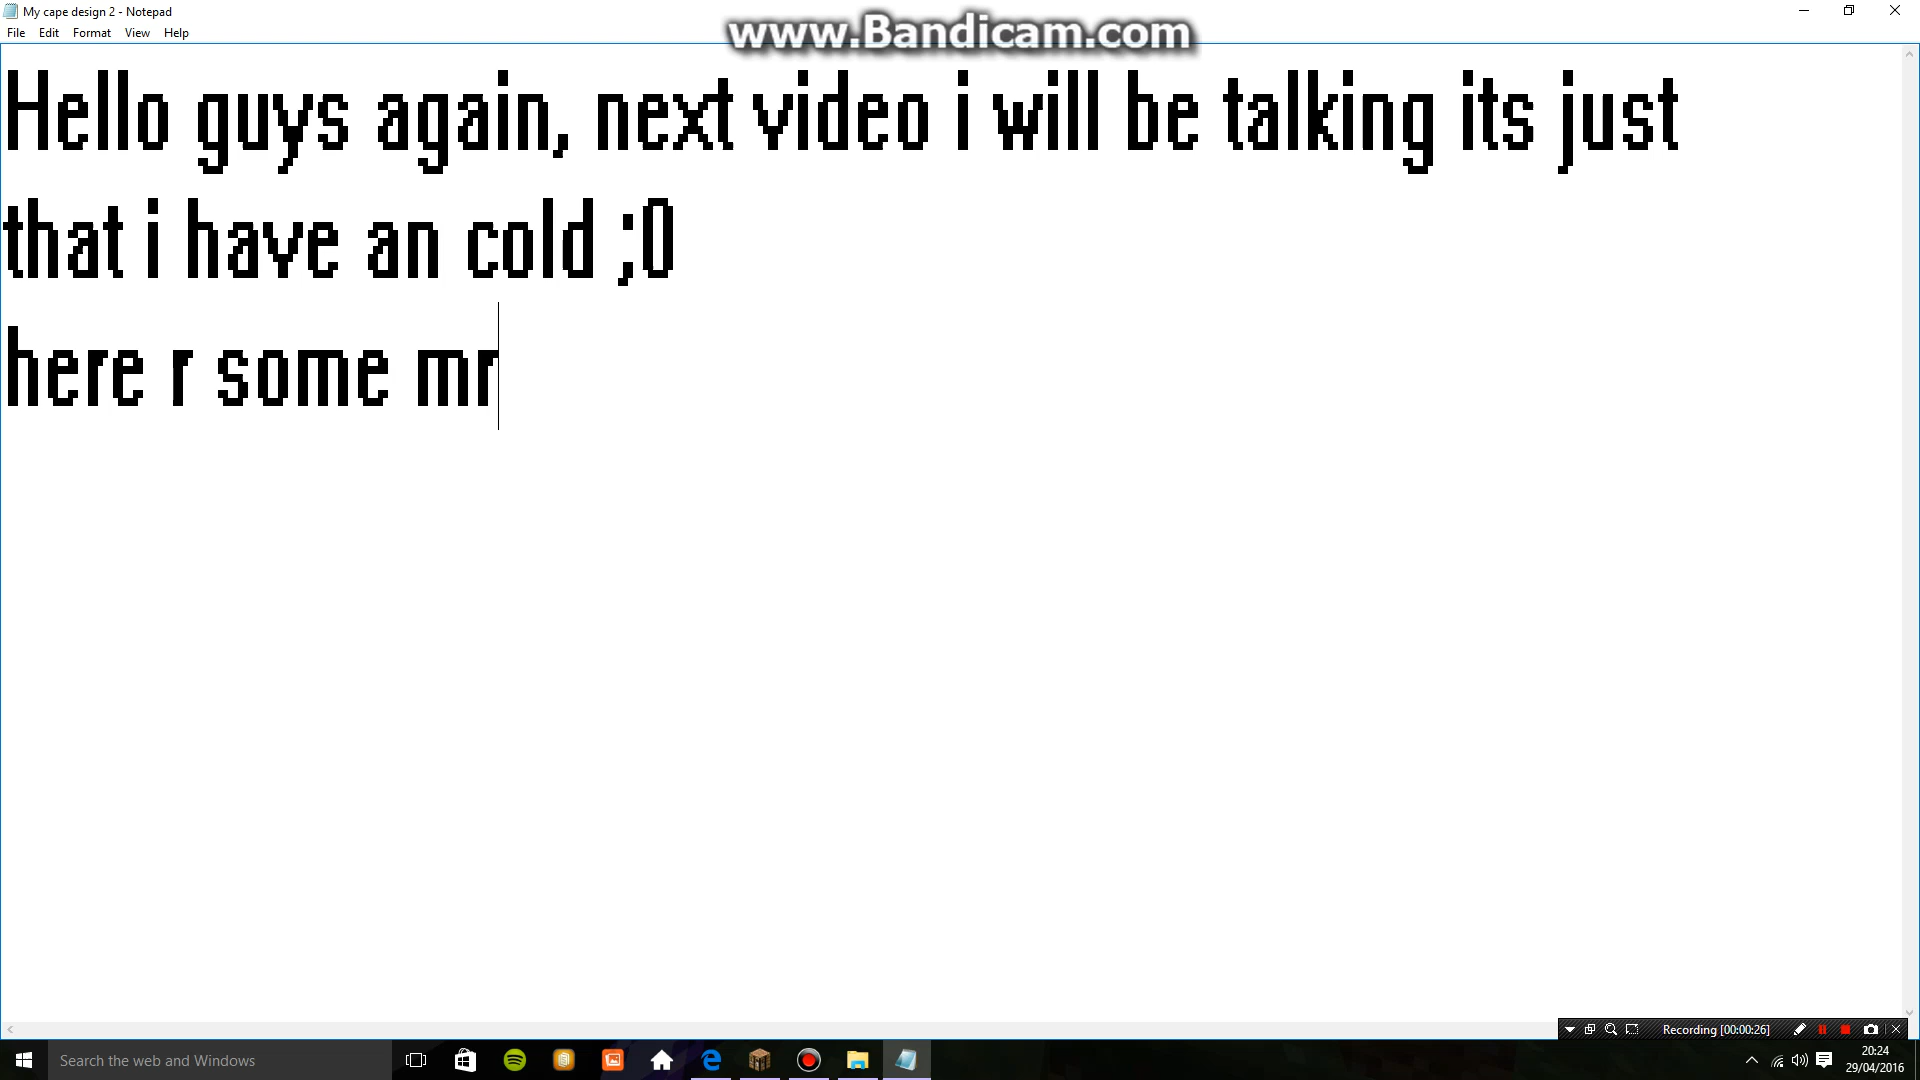 My cape design 2 - Notepad
www.Bandicam.com
File Edit Format View Help
Hello guys again, next video i will be talking its just
that i have an cold ;0
here r some mr
Recording [00:00:26]
Search the web and Windows
20:24
29/04/2016